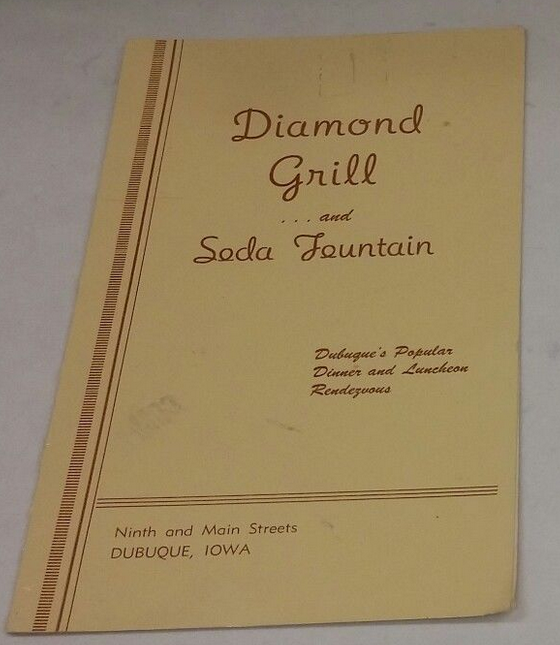 Diamond
Grill
. . . and
Soda Fountain
Dubuque's Popular
Dinner and Luncheon
Rendezvous
Ninth and Main Streets
DUBUQUE, IOWA